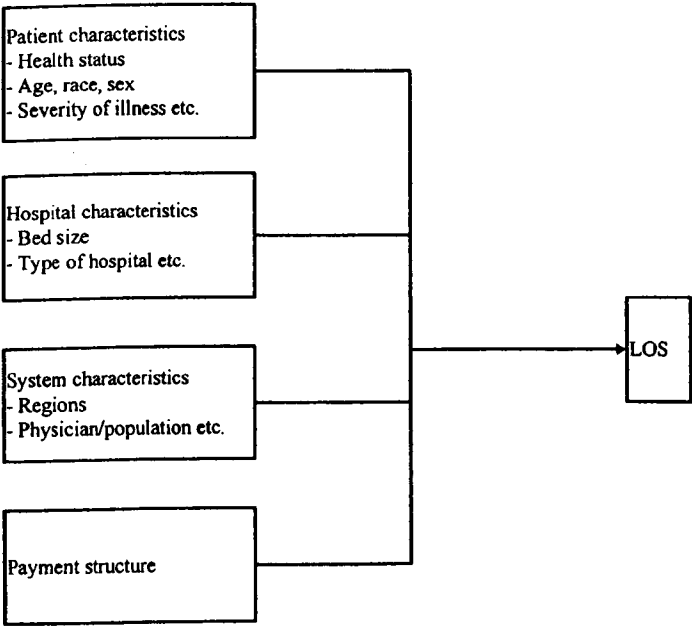 Patient characteristics
- Health status
- Age, race, sex
- Severity of illness etc.
Hospital characteristics
- Bed size
- Type of hospital etc.
System characteristics
- Regions
- Physician/population etc.
Payment structure
LOS